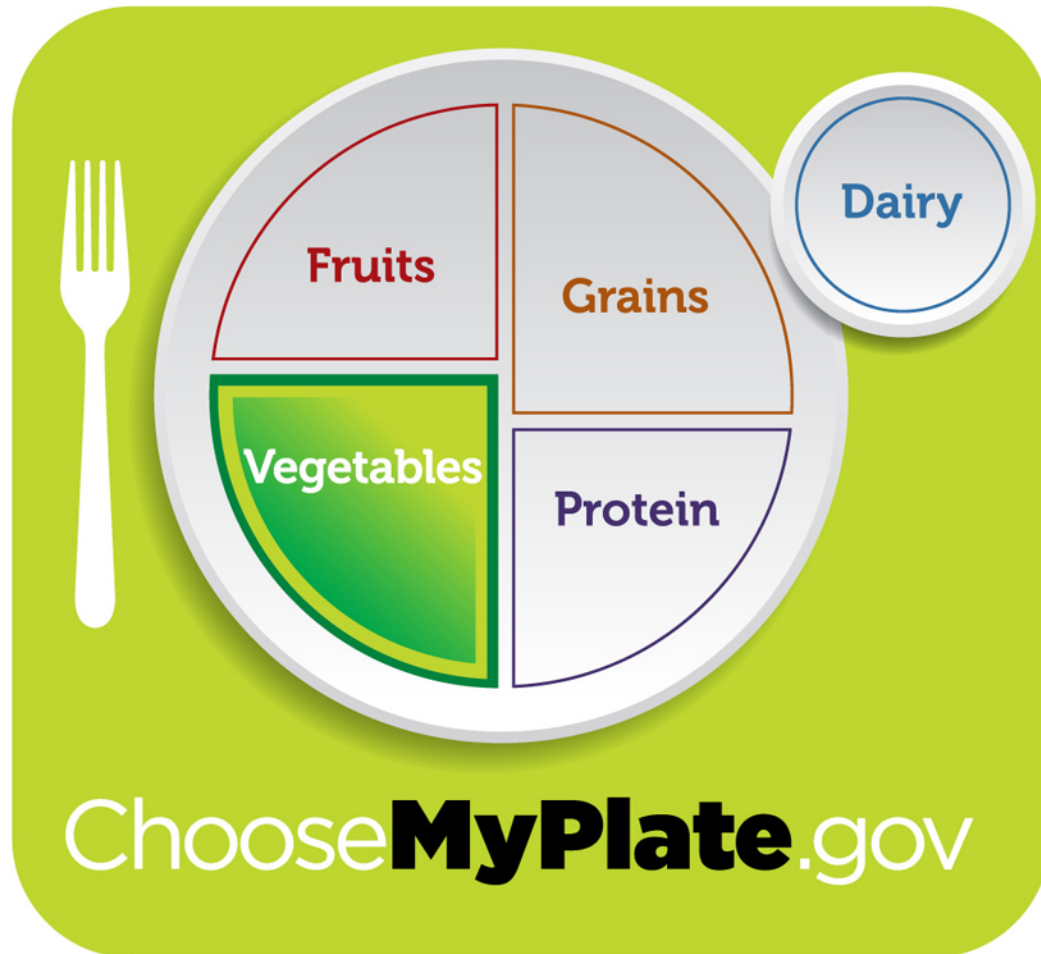 Dairy
Fruits
Grains
Vegetables
Protein
ChooseMyPlate.gov